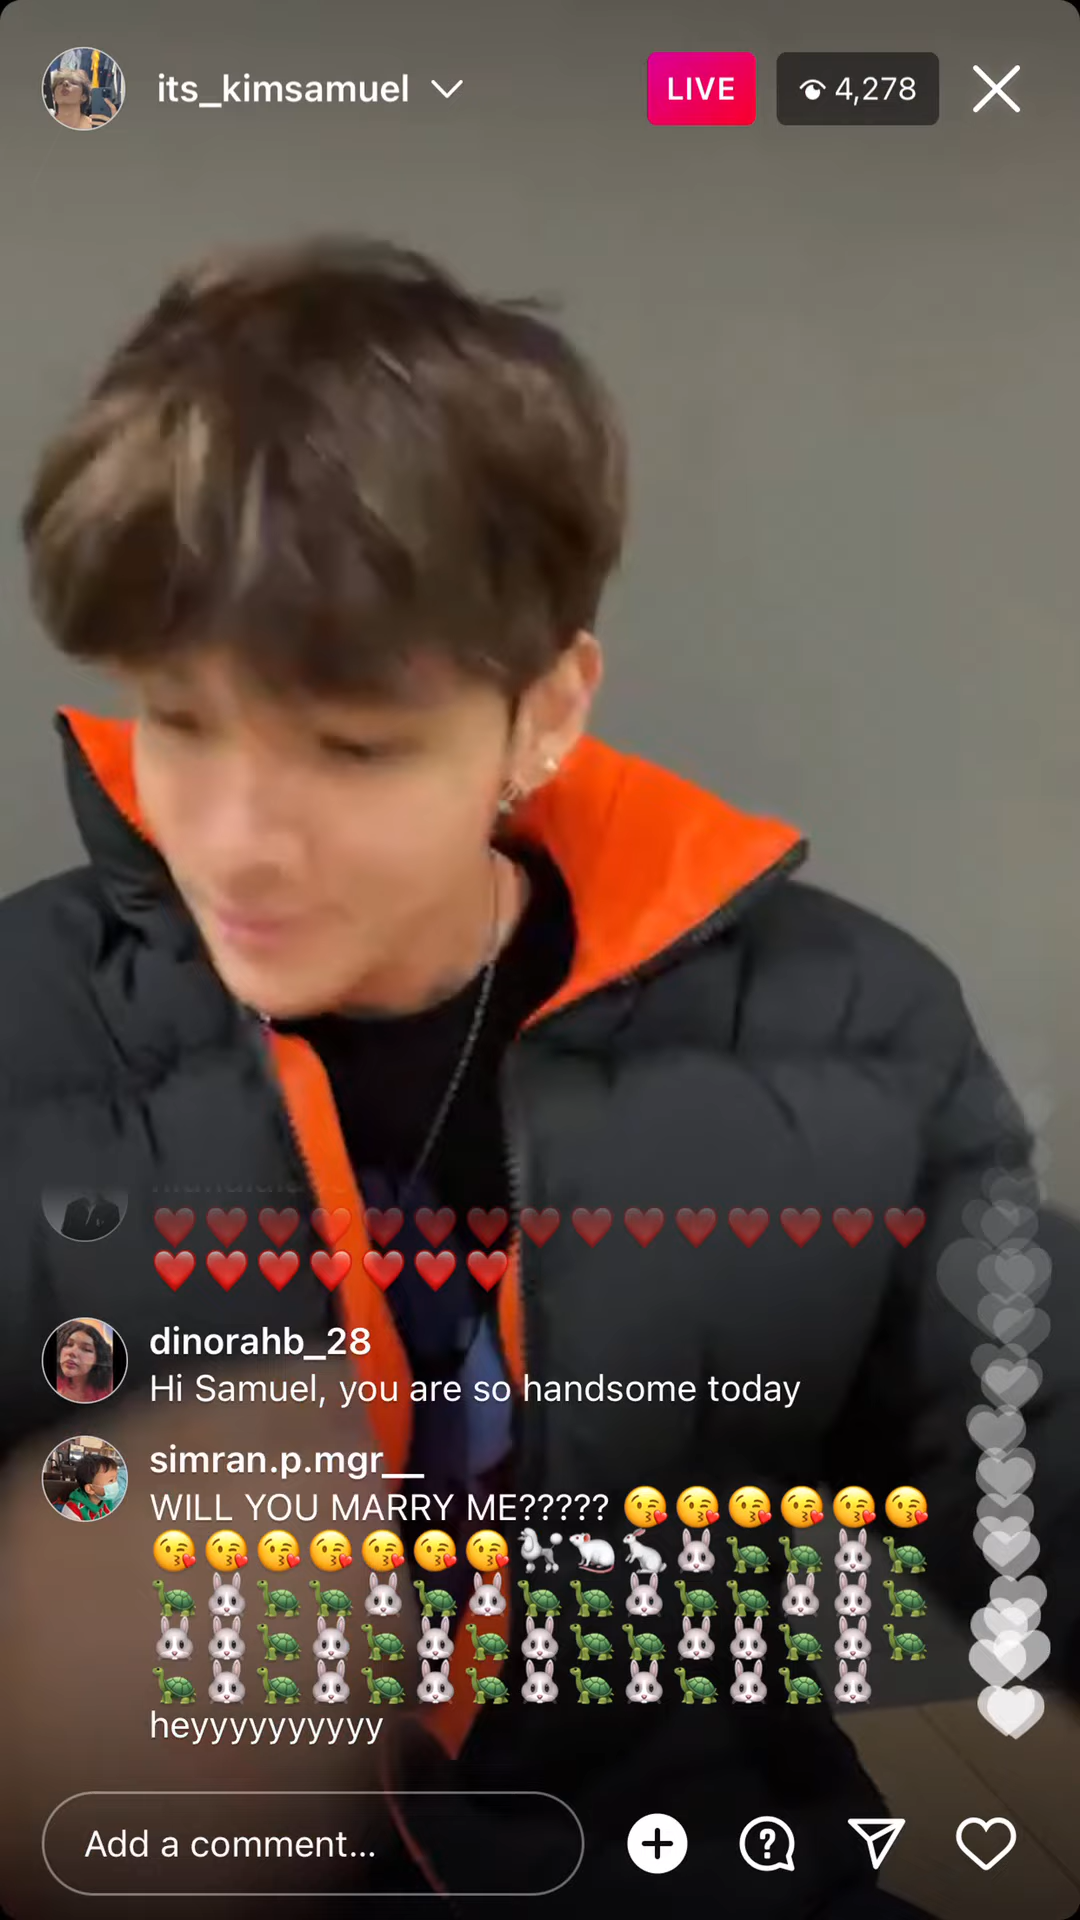 its_kimsamuel
LIVE
4,278
❤️❤️❤️❤️❤️❤️❤️❤️❤️❤️❤️❤️❤️❤️❤️
❤️❤️❤️❤️❤️❤️❤️
dinorahb_28
Hi Samuel, you are so handsome today
simran.p.mgr__
WILL YOU MARRY ME????? 😘😘😘😘😘😘
😘😘😘😘😘😘😘🐩🐁🐇🐰🐢🐢🐰🐢
🐢🐰🐢🐢🐰🐢🐰🐢🐢🐰🐢🐢🐰🐰🐢
🐰🐰🐢🐰🐢🐰🐢🐰🐢🐢🐰🐰🐢🐰🐢
🐢🐰🐢🐰🐢🐰🐢🐰🐢🐰🐢🐰🐢🐰
heyyyyyyyyyy
Add a comment...